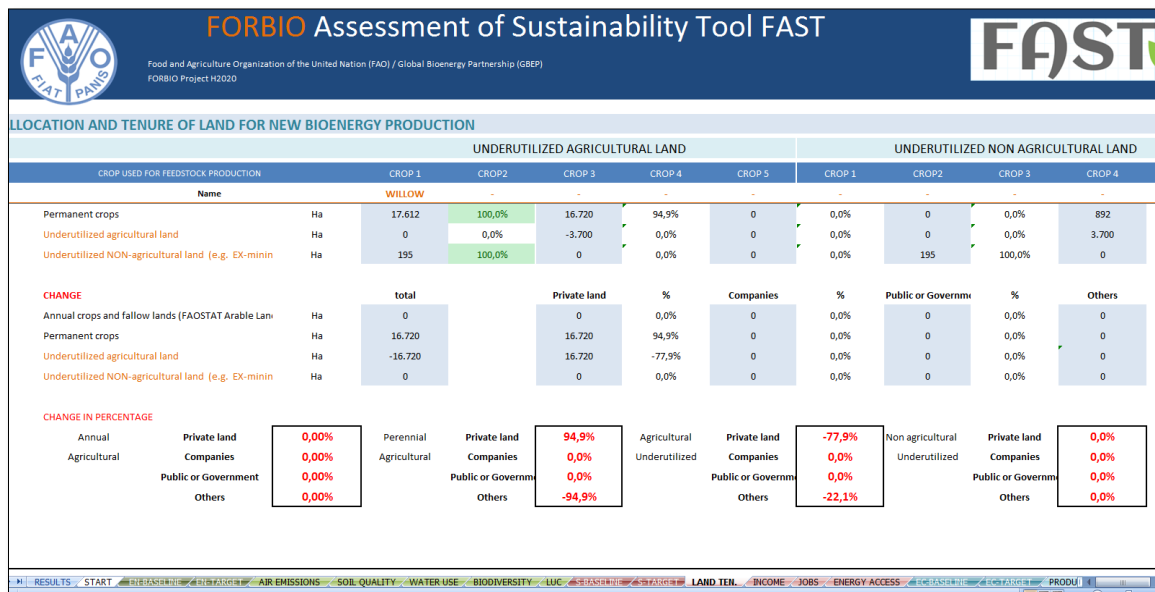 FORBIO Assessment of Sustainability Tool FAST
FAST
F A O
FIAT PANIS
Food and Agriculture Organization of the United Nation (FAO) / Global Bioenergy Partnership (GBEP)
FORBIO Project H2020
LLOCATION AND TENURE OF LAND FOR NEW BIOENERGY PRODUCTION
UNDERUTILIZED AGRICULTURAL LAND UNDERUTILIZED NON AGRICULTURAL LAND
CROP USED FOR FEEDSTOCK PRODUCTION CROP 1 CROP2 CROP 3 CROP 4 CROP 5 CROP 1 CROP2 CROP 3 CROP 4
Name WILLOW - - - - - - - -
Permanent crops Ha 17.612 100,0% 16.720 94,9% 0 0,0% 0 0,0% 892
Underutilized agricultural land Ha 0 0,0% -3.700 0,0% 0 0,0% 0 0,0% 3.700
Underutilized NON-agricultural land (e.g. EX-minin Ha 195 100,0% 0 0,0% 0 0,0% 195 100,0% 0
CHANGE total Private land % Companies % Public or Governme % Others
Annual crops and fallow lands (FAOSTAT Arable Lan Ha 0 0 0,0% 0 0,0% 0 0,0% 0
Permanent crops Ha 16.720 16.720 94,9% 0 0,0% 0 0,0% 0
Underutilized agricultural land Ha -16.720 16.720 -77,9% 0 0,0% 0 0,0% 0
Underutilized NON-agricultural land (e.g. EX-minin Ha 0 0 0,0% 0 0,0% 0 0,0% 0
CHANGE IN PERCENTAGE
Annual Private land 0,00% Perennial Private land 94,9% Agricultural Private land -77,9% Non agricultural Private land 0,0%
Agricultural Companies 0,00% Agricultural Companies 0,0% Underutilized Companies 0,0% Underutilized Companies 0,0%
Public or Government 0,00% Public or Governm 0,0% Public or Governm 0,0% Public or Governm 0,0%
Others 0,00% Others -94,9% Others -22,1% Others 0,0%
RESULTS START EN-BASELINE EN-TARGET AIR EMISSIONS SOIL QUALITY WATER USE BIODIVERSITY LUC S-BASELINE S-TARGET LAND TEN. INCOME JOBS ENERGY ACCESS EC-BASELINE EC-TARGET PRODU